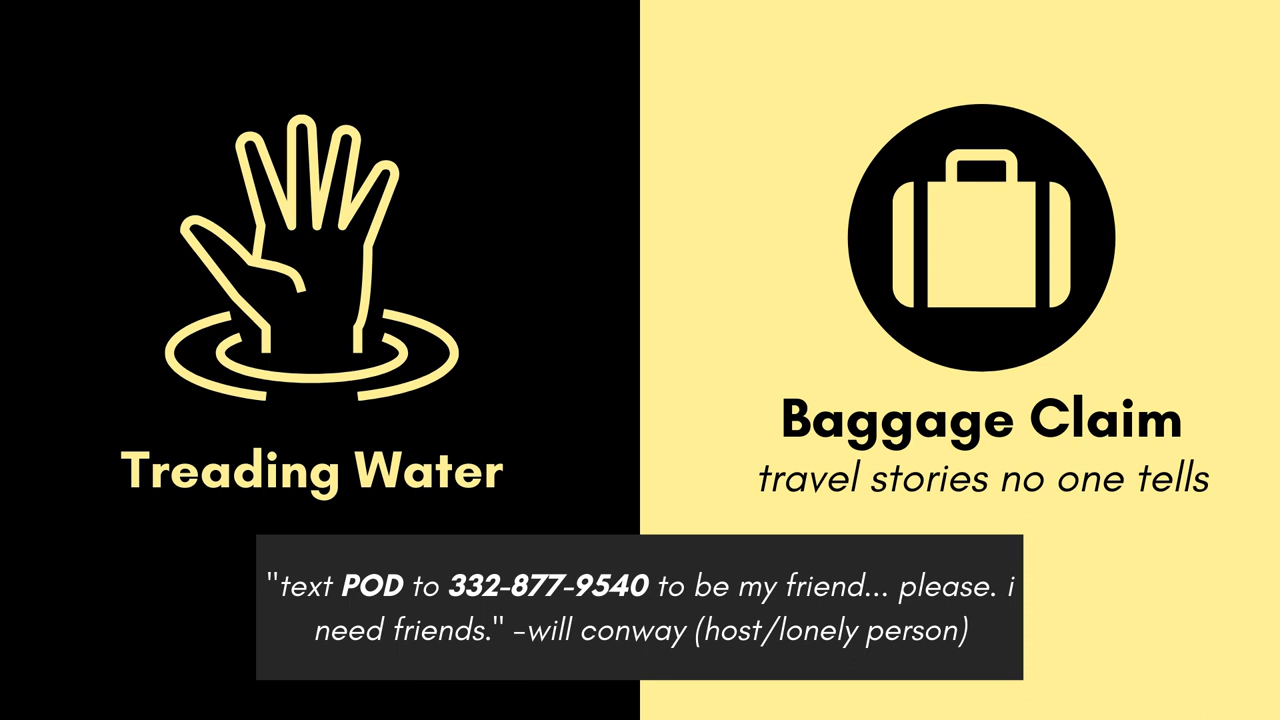 Treading Water
Baggage Claim
travel stories no one tells
"text POD to 332-877-9540 to be my friend... please. i
need friends." -will conway (host/lonely person)